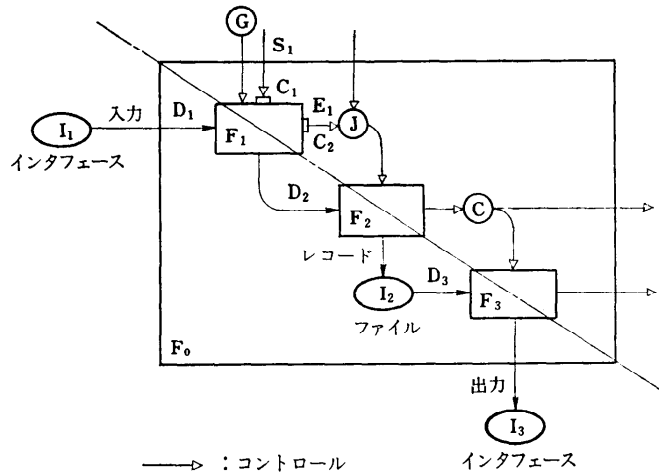 G
S₁
C₁
入力
D₁
E₁
J
I₁
F₁
C₂
インタフェース
D₂
F₂
C
レコード
I₂
D₃
F₃
ファイル
F₀
出力
I₃
：コントロール
インタフェース